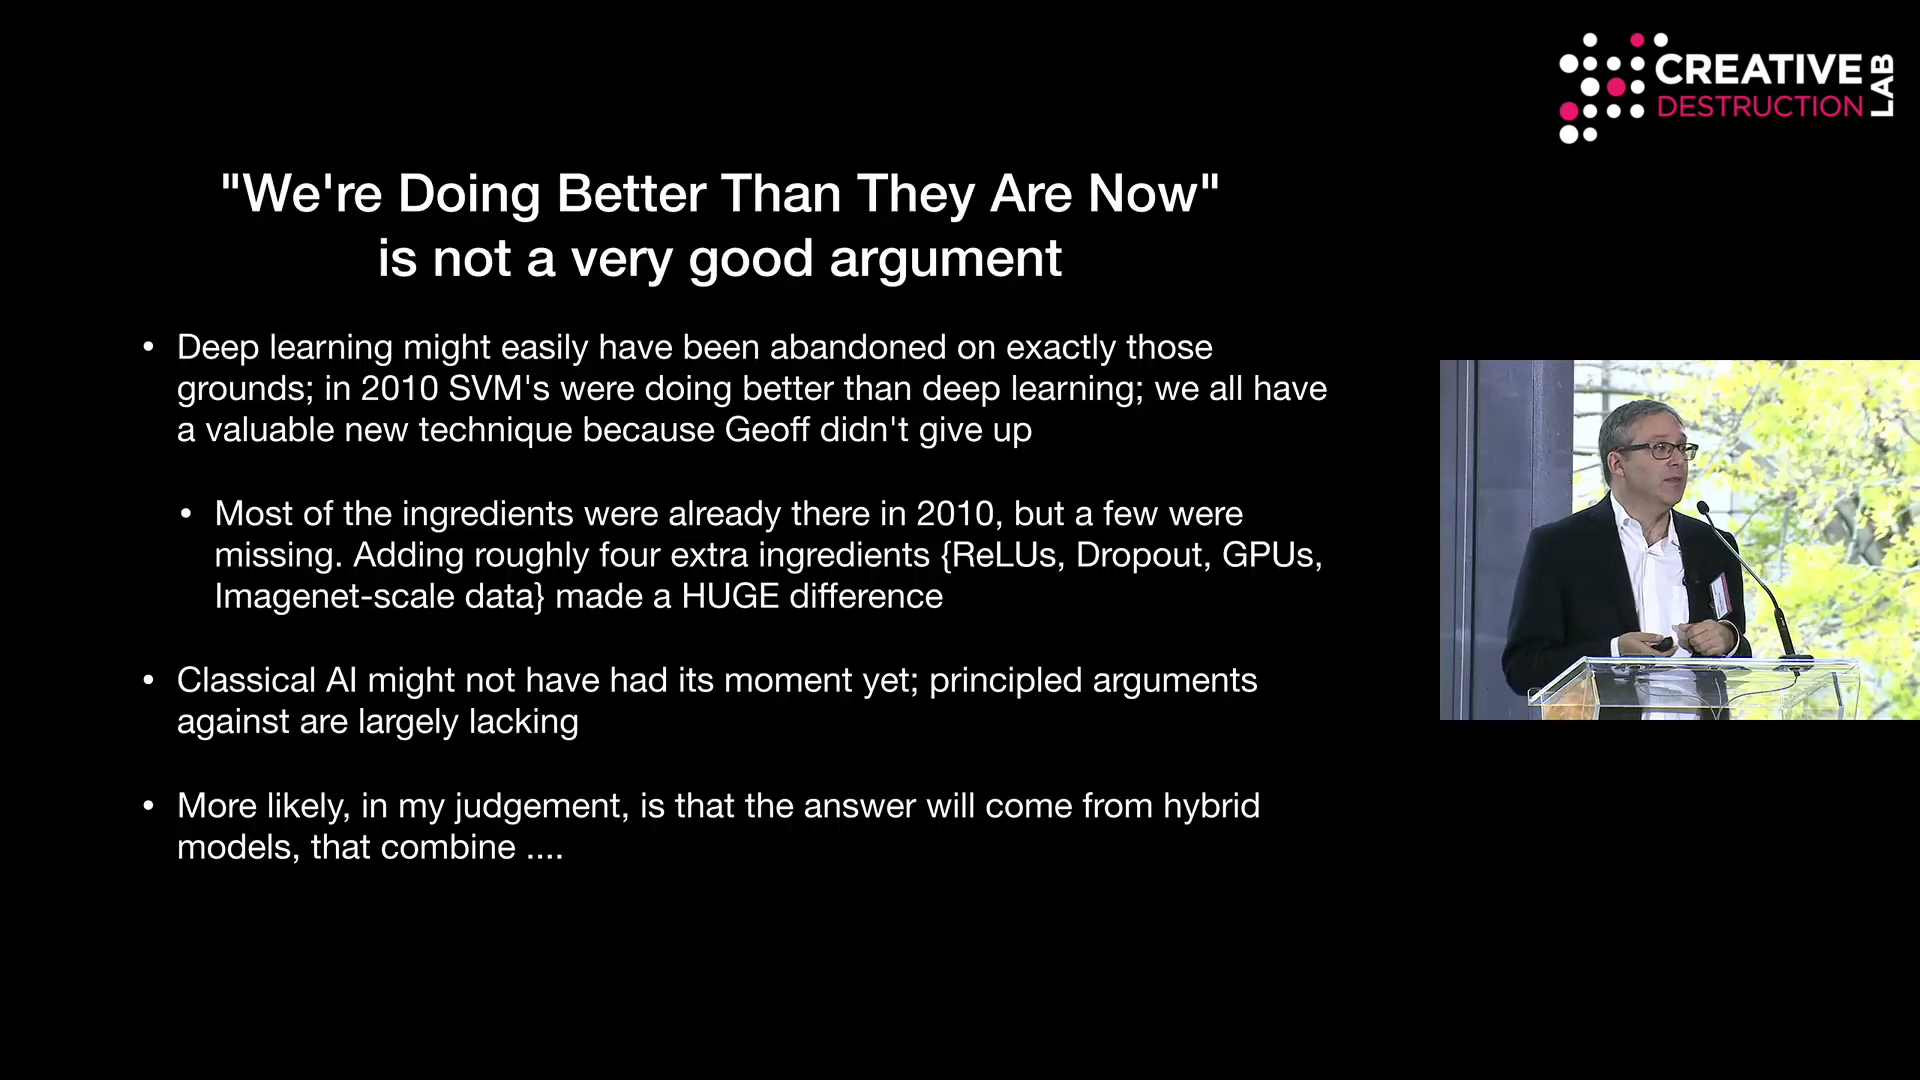 CREATIVE
DESTRUCTION
LAB
"We're Doing Better Than They Are Now"
is not a very good argument
• Deep learning might easily have been abandoned on exactly those
grounds; in 2010 SVM's were doing better than deep learning; we all have
a valuable new technique because Geoff didn't give up
• Most of the ingredients were already there in 2010, but a few were
missing. Adding roughly four extra ingredients {ReLUs, Dropout, GPUs,
Imagenet-scale data} made a HUGE difference
• Classical AI might not have had its moment yet; principled arguments
against are largely lacking
• More likely, in my judgement, is that the answer will come from hybrid
models, that combine ....